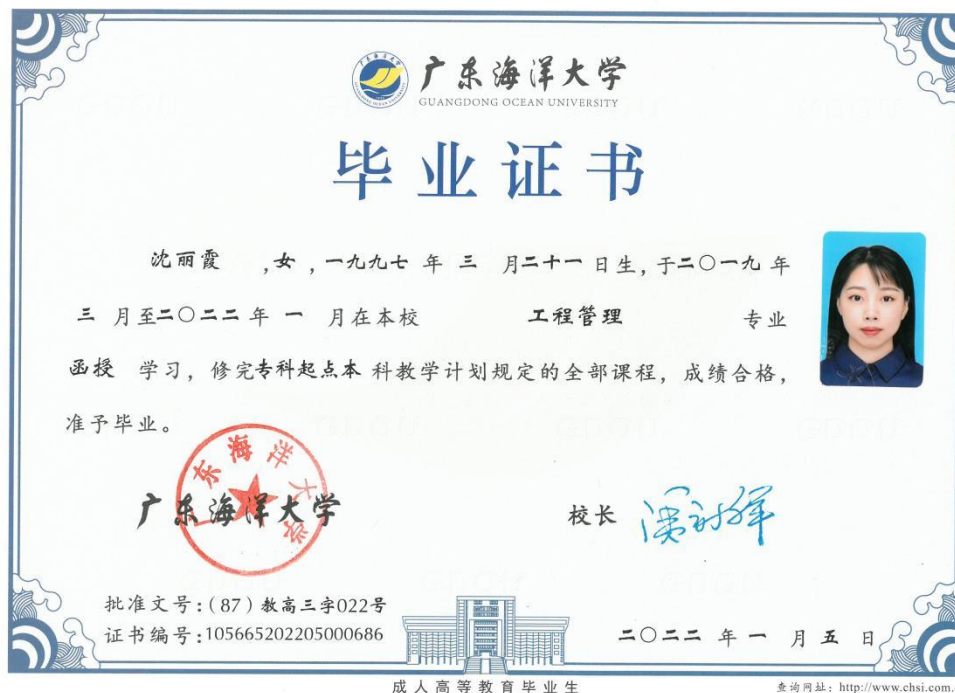 广东海洋大学
GUANGDONG OCEAN UNIVERSITY
毕业证书
沈丽霞 ,女,一九九七 年 三 月二十一 日生,于二〇一九 年
三 月至二〇二二 年 一 月在本校 工程管理 专业
函授 学习,修完专科起点本 科教学计划规定的全部课程,成绩合格,
准予毕业。
广东海洋大学
广东海洋大学
校长
批准文号:(87)教高三字022号
证书编号:105665202205000686
二〇二二 年 一 月 五 日
成人高等教育毕业生
查询网址:http://www.chsi.com.